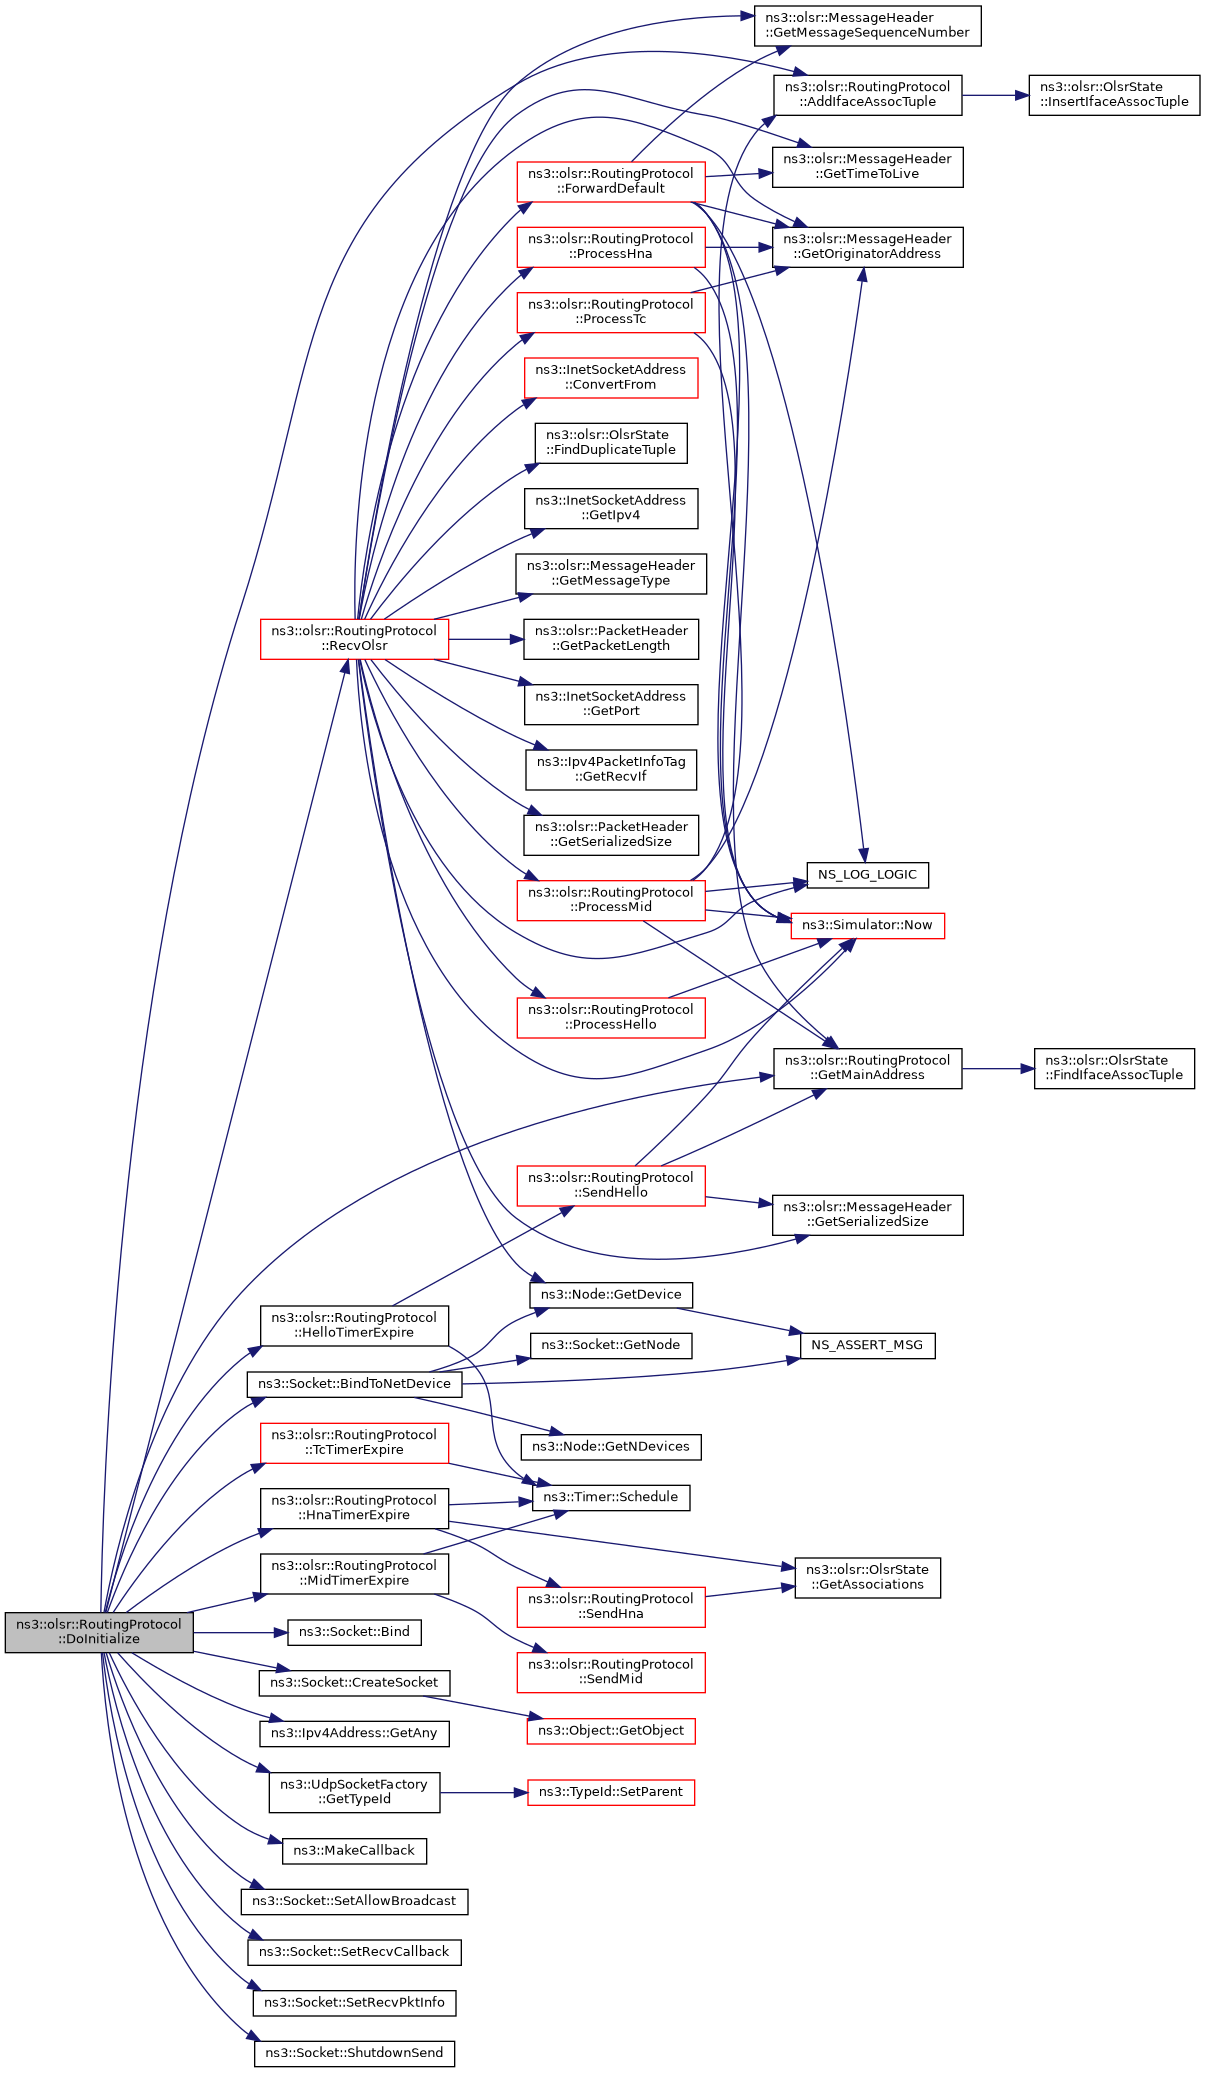 ns3::olsr::MessageHeader
::GetMessageSequenceNumber
ns3::olsr::RoutingProtocol
::AddIfaceAssocTuple
ns3::olsr::OlsrState
::InsertIfaceAssocTuple
ns3::olsr::MessageHeader
::GetTimeToLive
ns3::olsr::RoutingProtocol
::ForwardDefault
ns3::olsr::RoutingProtocol
::ProcessHna
ns3::olsr::MessageHeader
::GetOriginatorAddress
ns3::olsr::RoutingProtocol
::ProcessTc
ns3::InetSocketAddress
::ConvertFrom
ns3::olsr::OlsrState
::FindDuplicateTuple
ns3::InetSocketAddress
::GetIpv4
ns3::olsr::MessageHeader
::GetMessageType
ns3::olsr::RoutingProtocol
::RecvOlsr
ns3::olsr::PacketHeader
::GetPacketLength
ns3::InetSocketAddress
::GetPort
ns3::Ipv4PacketInfoTag
::GetRecvIf
ns3::olsr::PacketHeader
::GetSerializedSize
NS_LOG_LOGIC
ns3::olsr::RoutingProtocol
::ProcessMid
ns3::Simulator::Now
ns3::olsr::RoutingProtocol
::ProcessHello
ns3::olsr::RoutingProtocol
::GetMainAddress
ns3::olsr::OlsrState
::FindIfaceAssocTuple
ns3::olsr::RoutingProtocol
::SendHello
ns3::olsr::MessageHeader
::GetSerializedSize
ns3::Node::GetDevice
ns3::olsr::RoutingProtocol
::HelloTimerExpire
ns3::Socket::GetNode
NS_ASSERT_MSG
ns3::Socket::BindToNetDevice
ns3::olsr::RoutingProtocol
::TcTimerExpire
ns3::Node::GetNDevices
ns3::Timer::Schedule
ns3::olsr::RoutingProtocol
::HnaTimerExpire
ns3::olsr::RoutingProtocol
::MidTimerExpire
ns3::olsr::OlsrState
::GetAssociations
ns3::olsr::RoutingProtocol
::SendHna
ns3::olsr::RoutingProtocol
::DoInitialize
ns3::Socket::Bind
ns3::olsr::RoutingProtocol
::SendMid
ns3::Socket::CreateSocket
ns3::Ipv4Address::GetAny
ns3::Object::GetObject
ns3::UdpSocketFactory
::GetTypeId
ns3::TypeId::SetParent
ns3::MakeCallback
ns3::Socket::SetAllowBroadcast
ns3::Socket::SetRecvCallback
ns3::Socket::SetRecvPktInfo
ns3::Socket::ShutdownSend